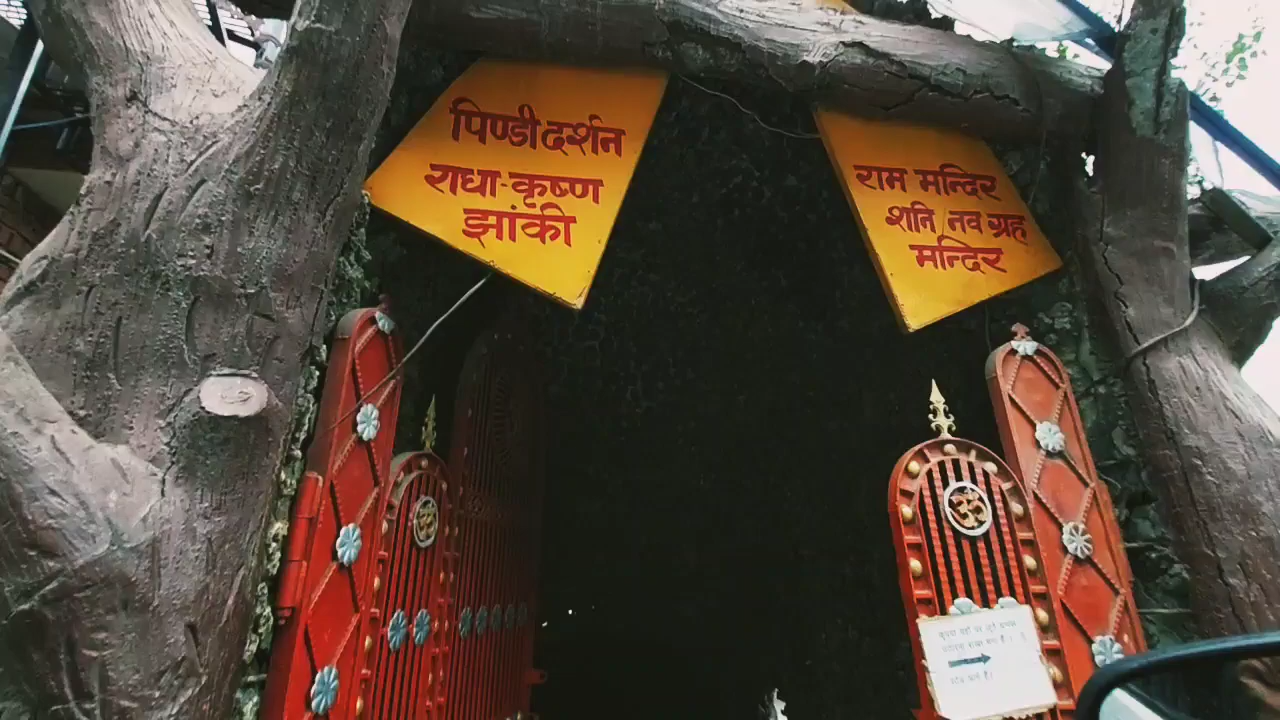 पिण्डी दर्शन
राधा-कृष्ण
झांकी
राम मन्दिर
शनि नव ग्रह
मन्दिर
ॐ